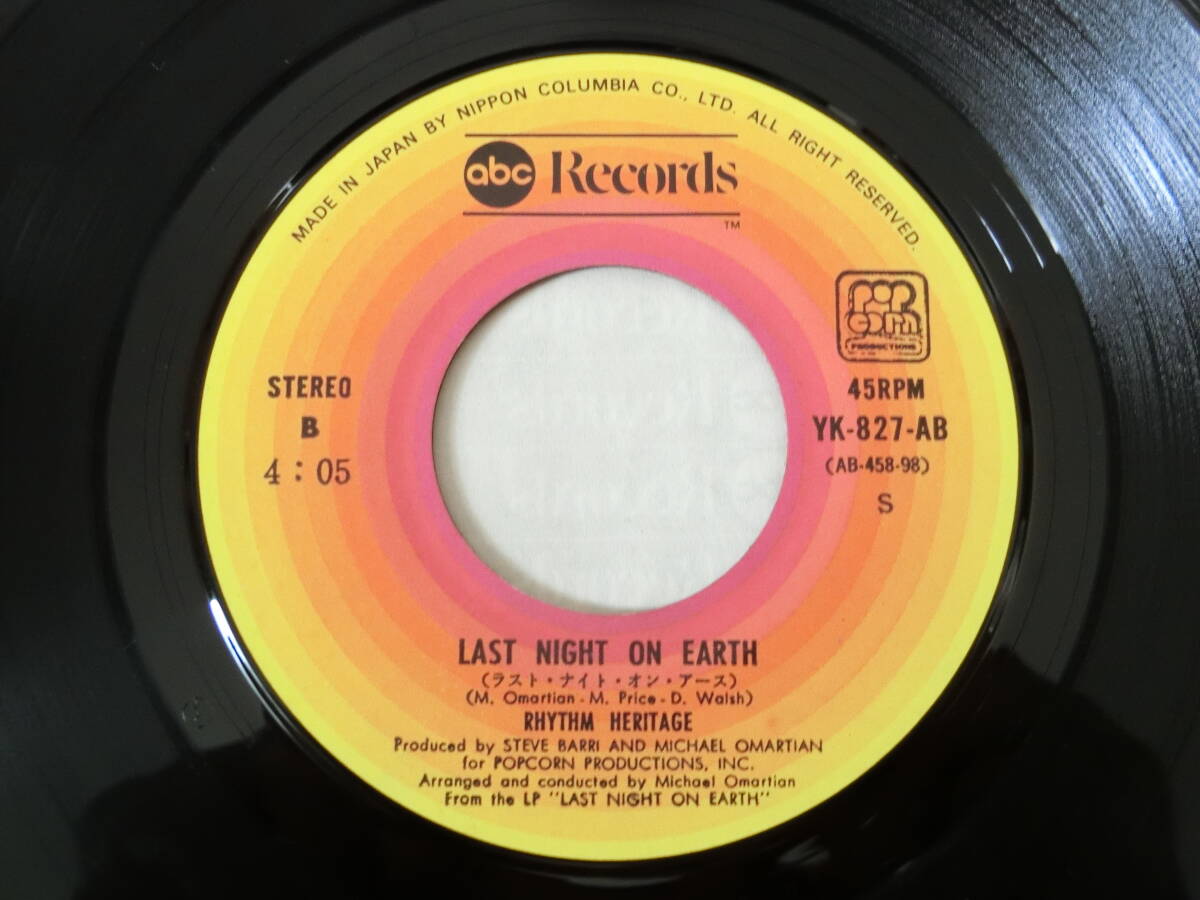 MADE IN JAPAN BY NIPPON COLUMBIA CO., LTD. ALL RIGHT RESERVED.
abc Records
TM
POP
CORN
PRODUCTIONS
STEREO
B
4:05
45RPM
YK-827-AB
(AB-458-98)
S
LAST NIGHT ON EARTH
(ラスト・ナイト・オン・アース)
(M. Omartian - M. Price - D. Walsh)
RHYTHM HERITAGE
Produced by STEVE BARRI AND MICHAEL OMARTIAN
for POPCORN PRODUCTIONS, INC.
Arranged and conducted by Michael Omartian
From the LP "LAST NIGHT ON EARTH"